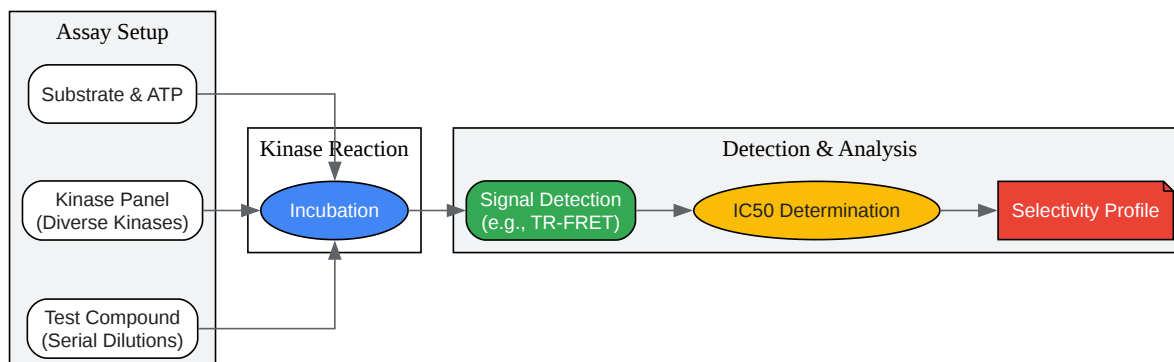 Assay Setup
Substrate & ATP
Kinase Panel
(Diverse Kinases)
Test Compound
(Serial Dilutions)
Kinase Reaction
Incubation
Detection & Analysis
Signal Detection
(e.g., TR-FRET)
IC50 Determination
Selectivity Profile